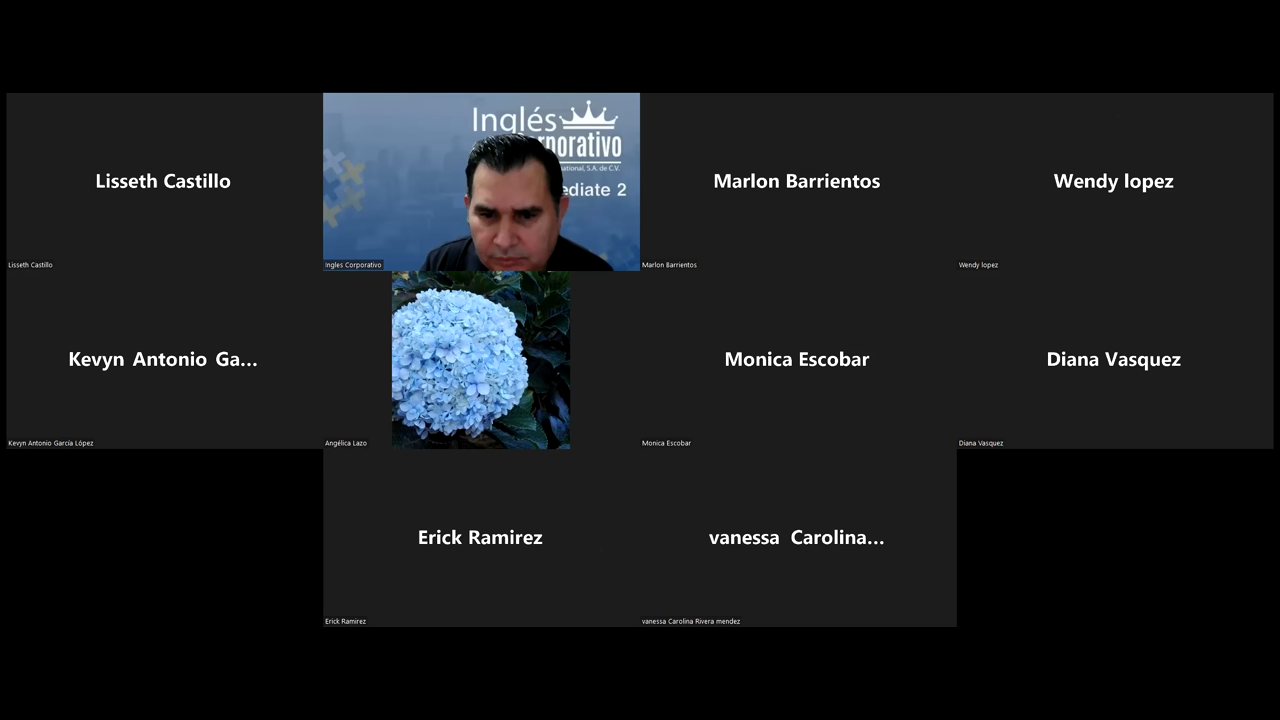 Lisseth Castillo
Lisseth Castillo
Inglés
rporativo
national, S.A. de C.V.
ediate 2
Ingles Corporativo
Marlon Barrientos
Marlon Barrientos
Wendy lopez
Wendy lopez
Kevyn Antonio Ga...
Kevyn Antonio García López
Angélica Lazo
Monica Escobar
Monica Escobar
Diana Vasquez
Diana Vasquez
Erick Ramirez
Erick Ramirez
vanessa Carolina...
vanessa Carolina Rivera mendez